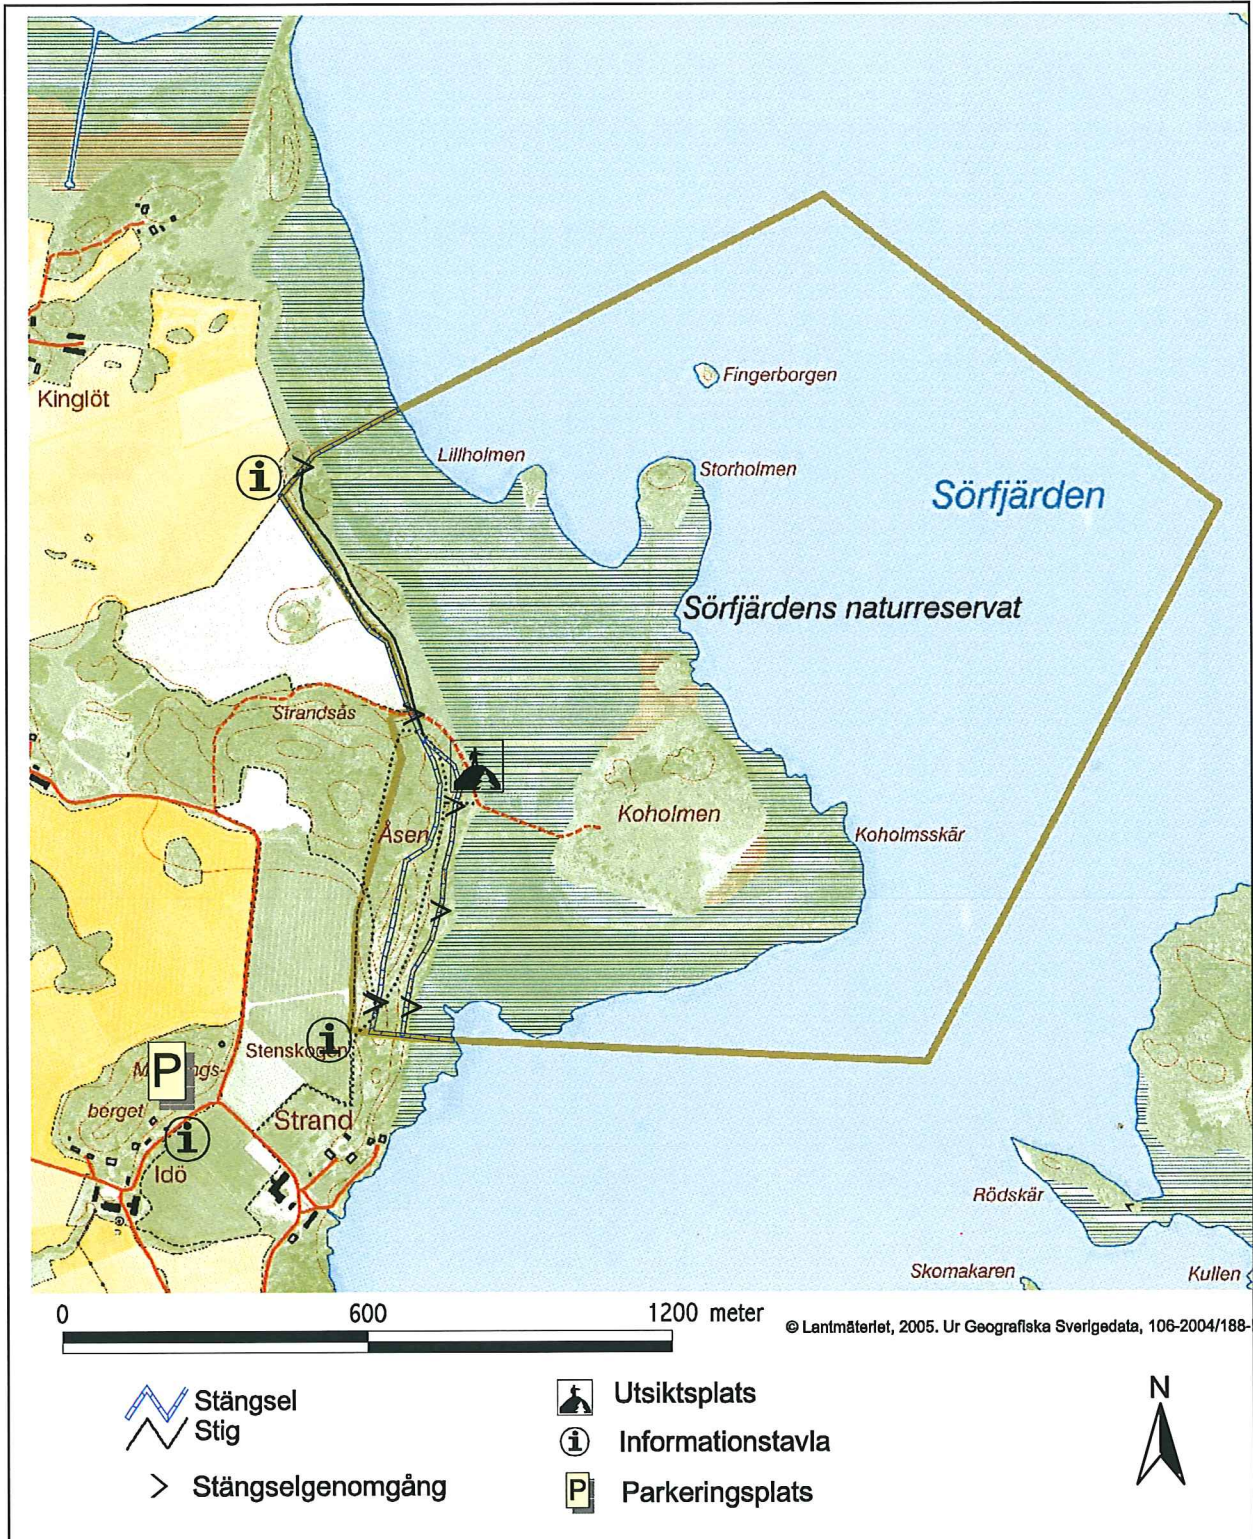 Kinglöt
Fingerborgen
Lillholmen
Storholmen
i
Sörfjärden
Sörfjärdens naturreservat
Strandsås
Åsen
Koholmen
Koholmsskär
Stenskogen
i
P
berget
Strand
i
Idö
Rödskär
Skomakaren
Kullen
0 600 1200 meter
© Lantmäteriet, 2005. Ur Geografiska Sverigedata, 106-2004/188-
Stängsel
Stig
Stängselgenomgång
Utsiktsplats
i Informationstavla
P Parkeringsplats
N